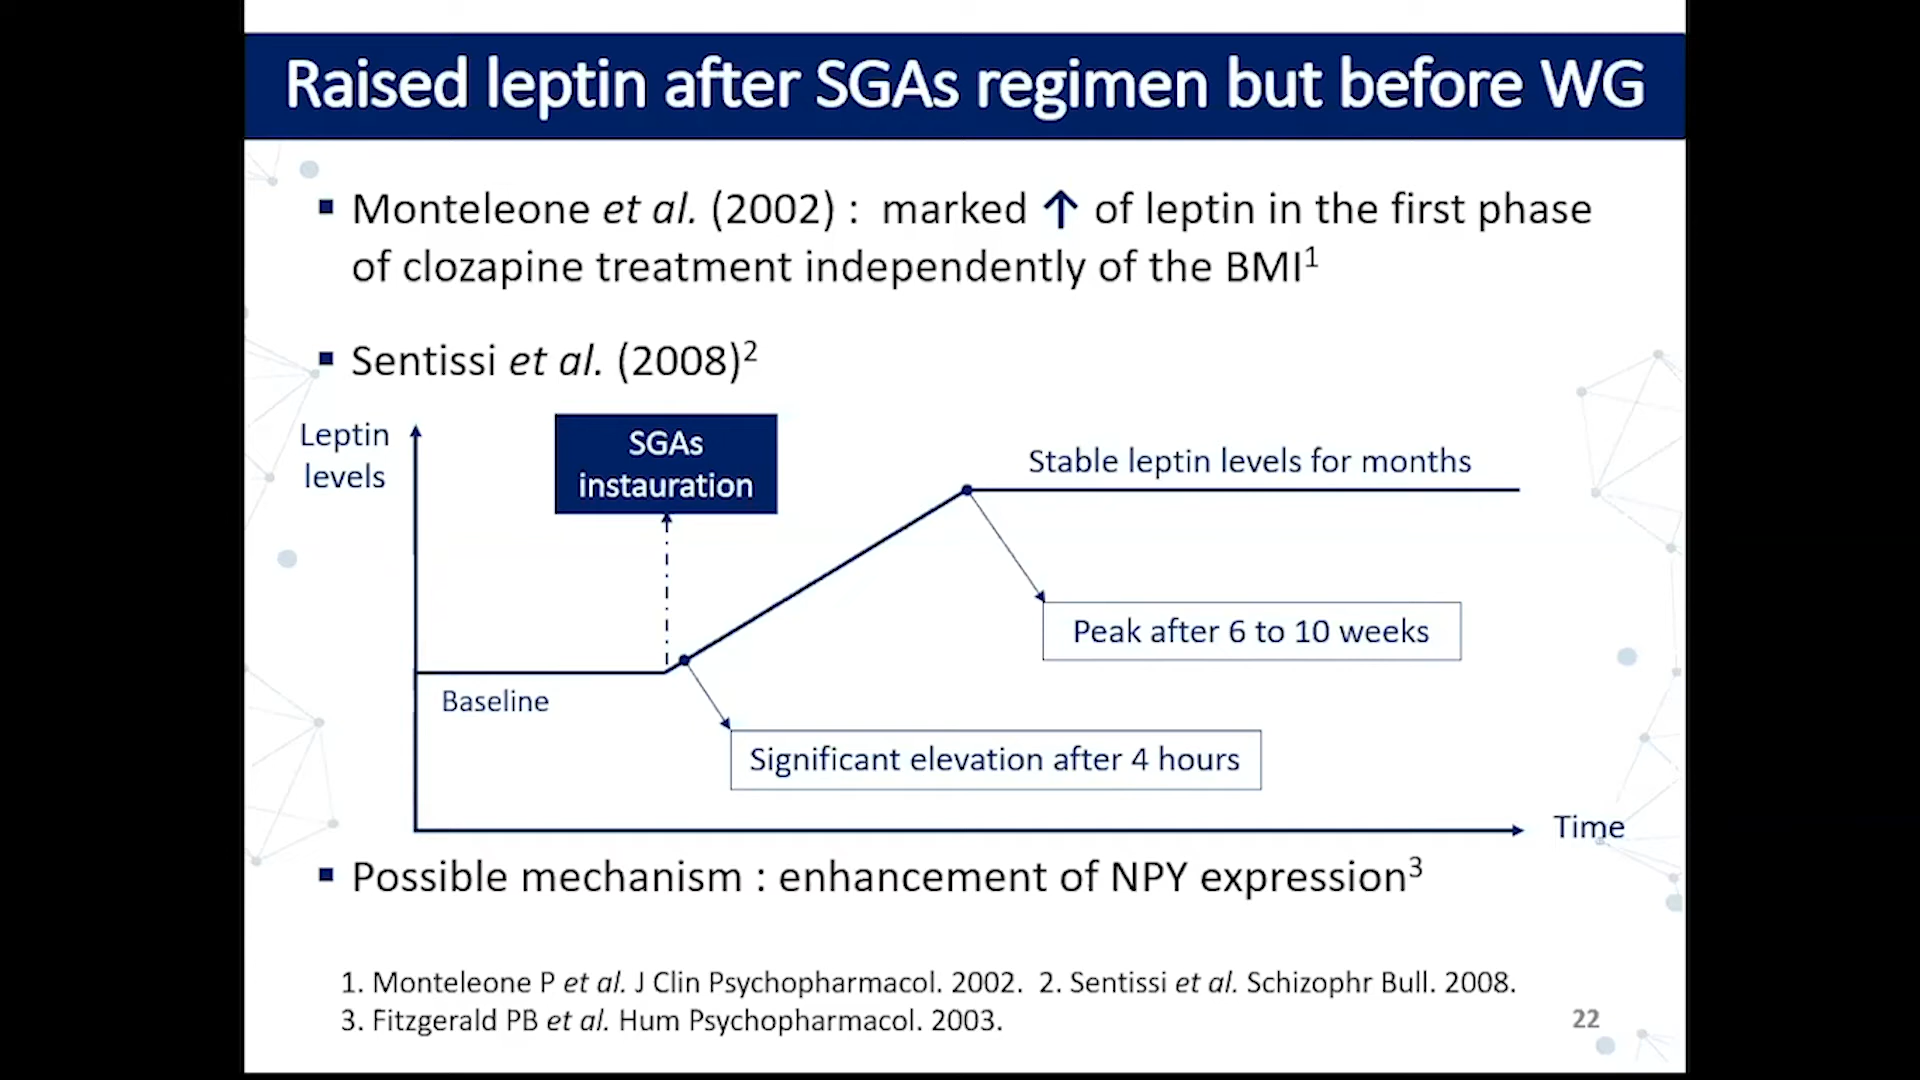 Raised leptin after SGAs regimen but before WG
▪ Monteleone et al. (2002) : marked ↑ of leptin in the first phase
of clozapine treatment independently of the BMI¹
▪ Sentissi et al. (2008)²
Leptin
levels
SGAs
instauration
Stable leptin levels for months
Peak after 6 to 10 weeks
Baseline
Significant elevation after 4 hours
Time
▪ Possible mechanism : enhancement of NPY expression³
1. Monteleone P et al. J Clin Psychopharmacol. 2002. 2. Sentissi et al. Schizophr Bull. 2008.
3. Fitzgerald PB et al. Hum Psychopharmacol. 2003.
22